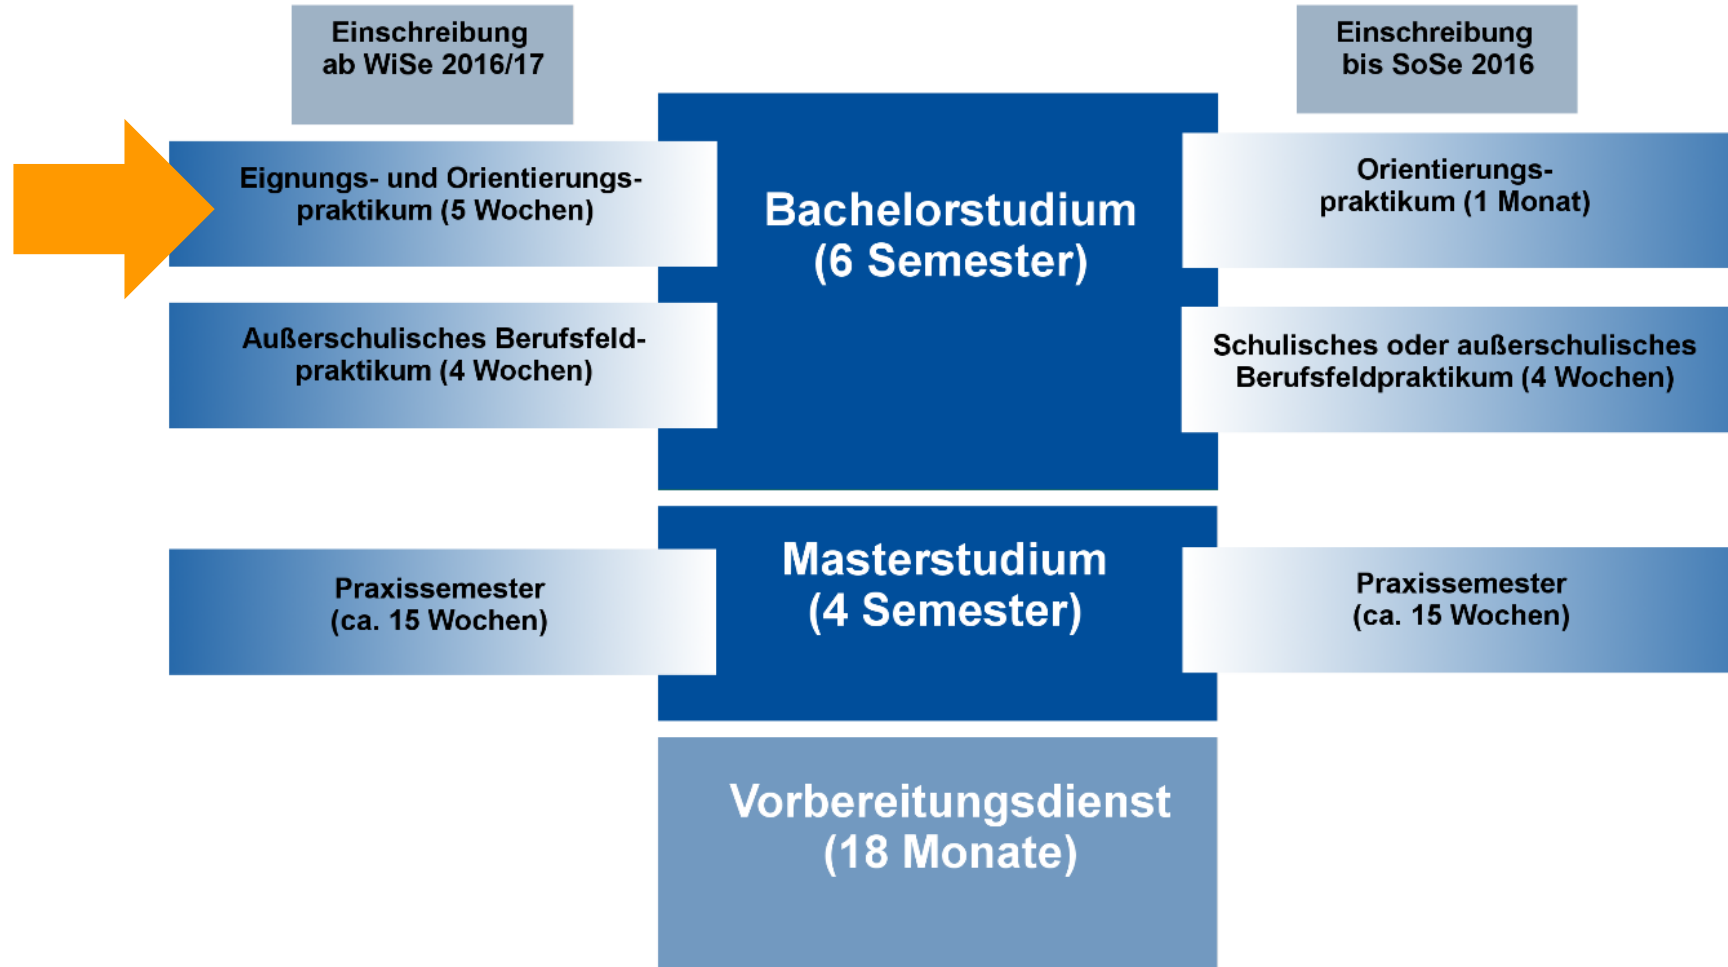 Einschreibung
ab WiSe 2016/17
Einschreibung
bis SoSe 2016
Eignungs- und Orientierungs-
praktikum (5 Wochen)
Bachelorstudium
(6 Semester)
Orientierungs-
praktikum (1 Monat)
Außerschulisches Berufsfeld-
praktikum (4 Wochen)
Schulisches oder außerschulisches
Berufsfeldpraktikum (4 Wochen)
Praxissemester
(ca. 15 Wochen)
Masterstudium
(4 Semester)
Praxissemester
(ca. 15 Wochen)
Vorbereitungsdienst
(18 Monate)